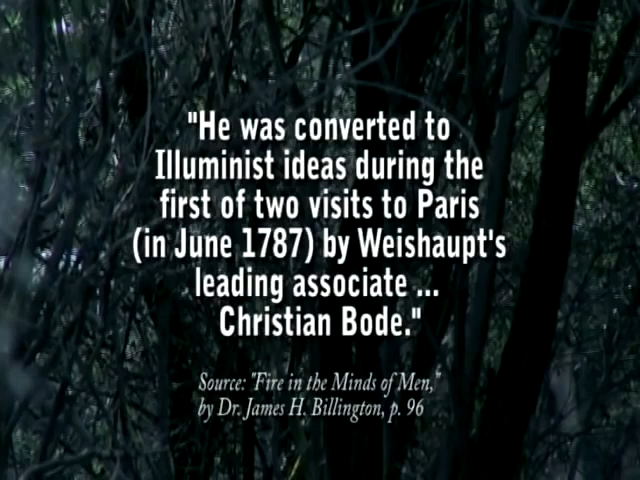 "He was converted to
Illuminist ideas during the
first of two visits to Paris
(in June 1787) by Weishaupt's
leading associate ...
Christian Bode."
Source: "Fire in the Minds of Men,"
by Dr. James H. Billington, p. 96